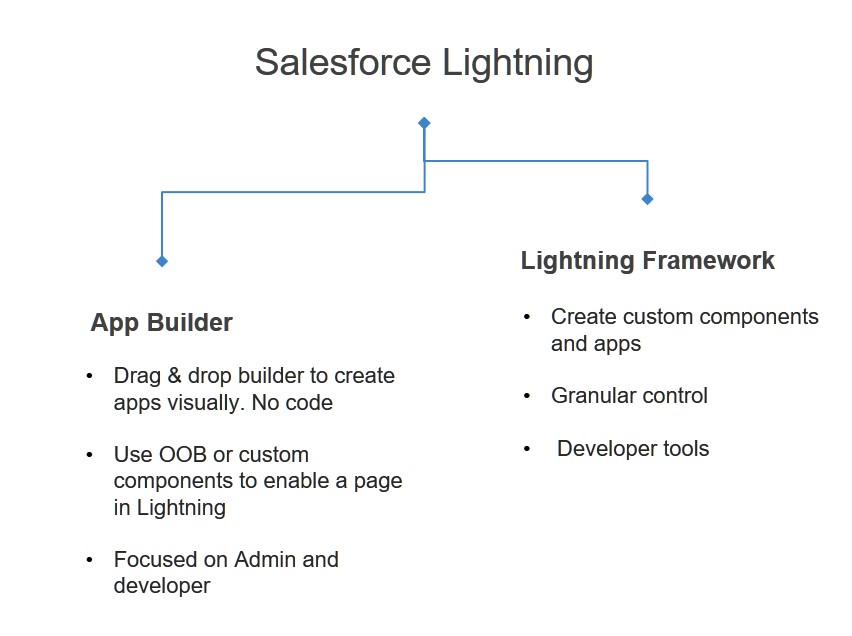 Salesforce Lightning
App Builder
• Drag & drop builder to create
apps visually. No code
• Use OOB or custom
components to enable a page
in Lightning
• Focused on Admin and
developer
Lightning Framework
• Create custom components
and apps
• Granular control
• Developer tools